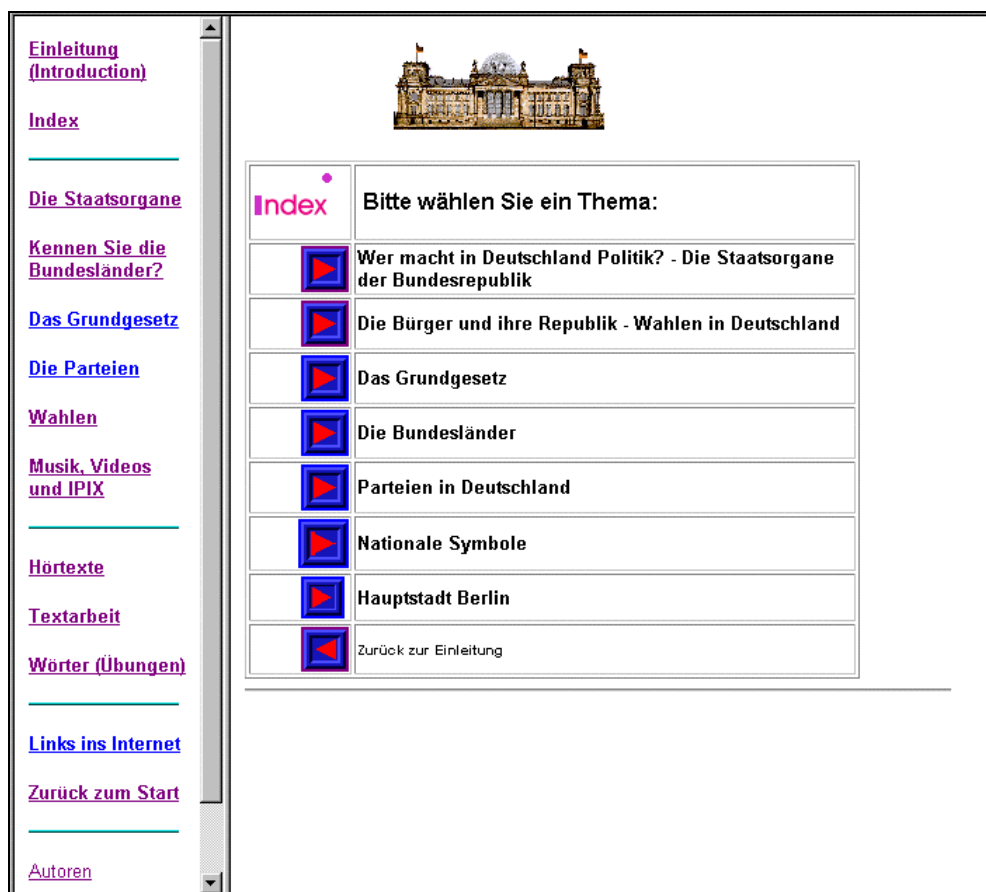 Einleitung
(Introduction)
Index
Die Staatsorgane
Kennen Sie die
Bundesländer?
Das Grundgesetz
Die Parteien
Wahlen
Musik, Videos
und IPIX
Hörtexte
Textarbeit
Wörter (Übungen)
Links ins Internet
Zurück zum Start
Autoren
Index
Bitte wählen Sie ein Thema:
Wer macht in Deutschland Politik? - Die Staatsorgane
der Bundesrepublik
Die Bürger und ihre Republik - Wahlen in Deutschland
Das Grundgesetz
Die Bundesländer
Parteien in Deutschland
Nationale Symbole
Hauptstadt Berlin
Zurück zur Einleitung